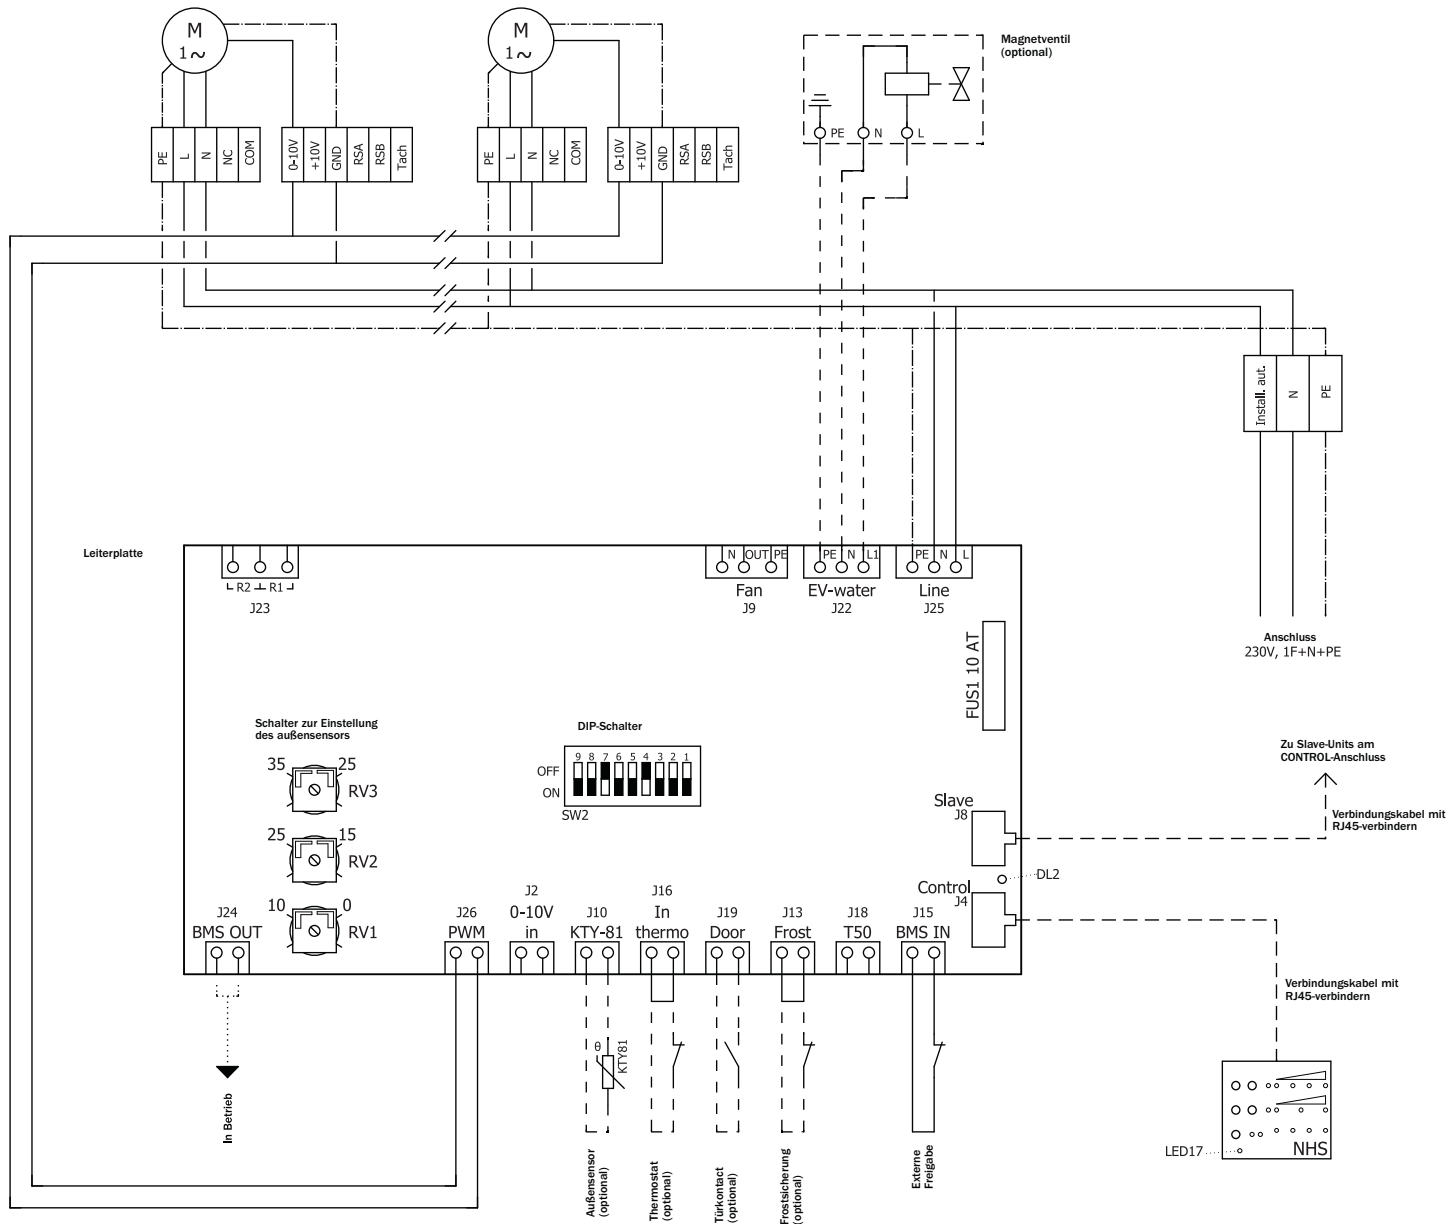 M
1~
M
1~
Magnetventil
(optional)
PE
N
L
PE
L
N
NC
COM
0-10V
+10V
GND
RSA
RSB
Tach
PE
L
N
NC
COM
0-10V
+10V
GND
RSA
RSB
Tach
Install. aut.
N
PE
Anschluss
230V, 1F+N+PE
Leiterplatte
R2
R1
J23
N
OUT
PE
Fan
J9
PE
N
L1
EV-water
J22
PE
N
L
Line
J25
FUS1 10 AT
Schalter zur Einstellung
des außensensors
35
25
RV3
25
15
RV2
10
0
RV1
DIP-Schalter
9 8 7 6 5 4 3 2 1
OFF
ON
SW2
Zu Slave-Units am
CONTROL-Anschluss
Verbindungskabel mit
RJ45-verbindern
Slave
J8
DL2
Control
J4
J24
BMS OUT
J26
PWM
J2
0-10V
in
J10
KTY-81
J16
In
thermo
J19
Door
J13
Frost
J18
T50
J15
BMS IN
Verbindungskabel mit
RJ45-verbindern
θ
KTY81
In Betrieb
Außensensor
(optional)
Thermostat
(optional)
Türkontact
(optional)
Frostsicherung
(optional)
Externe
Freigabe
LED17
NHS